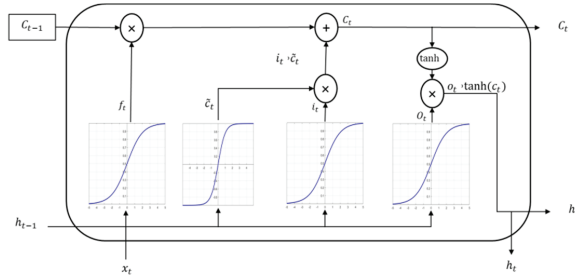 C_{t-1}
C_t
C_t
tanh
i_t · c̃_t
o_t · tanh(c_t)
f_t
c̃_t
i_t
O_t
h_{t-1}
h
x_t
h_t